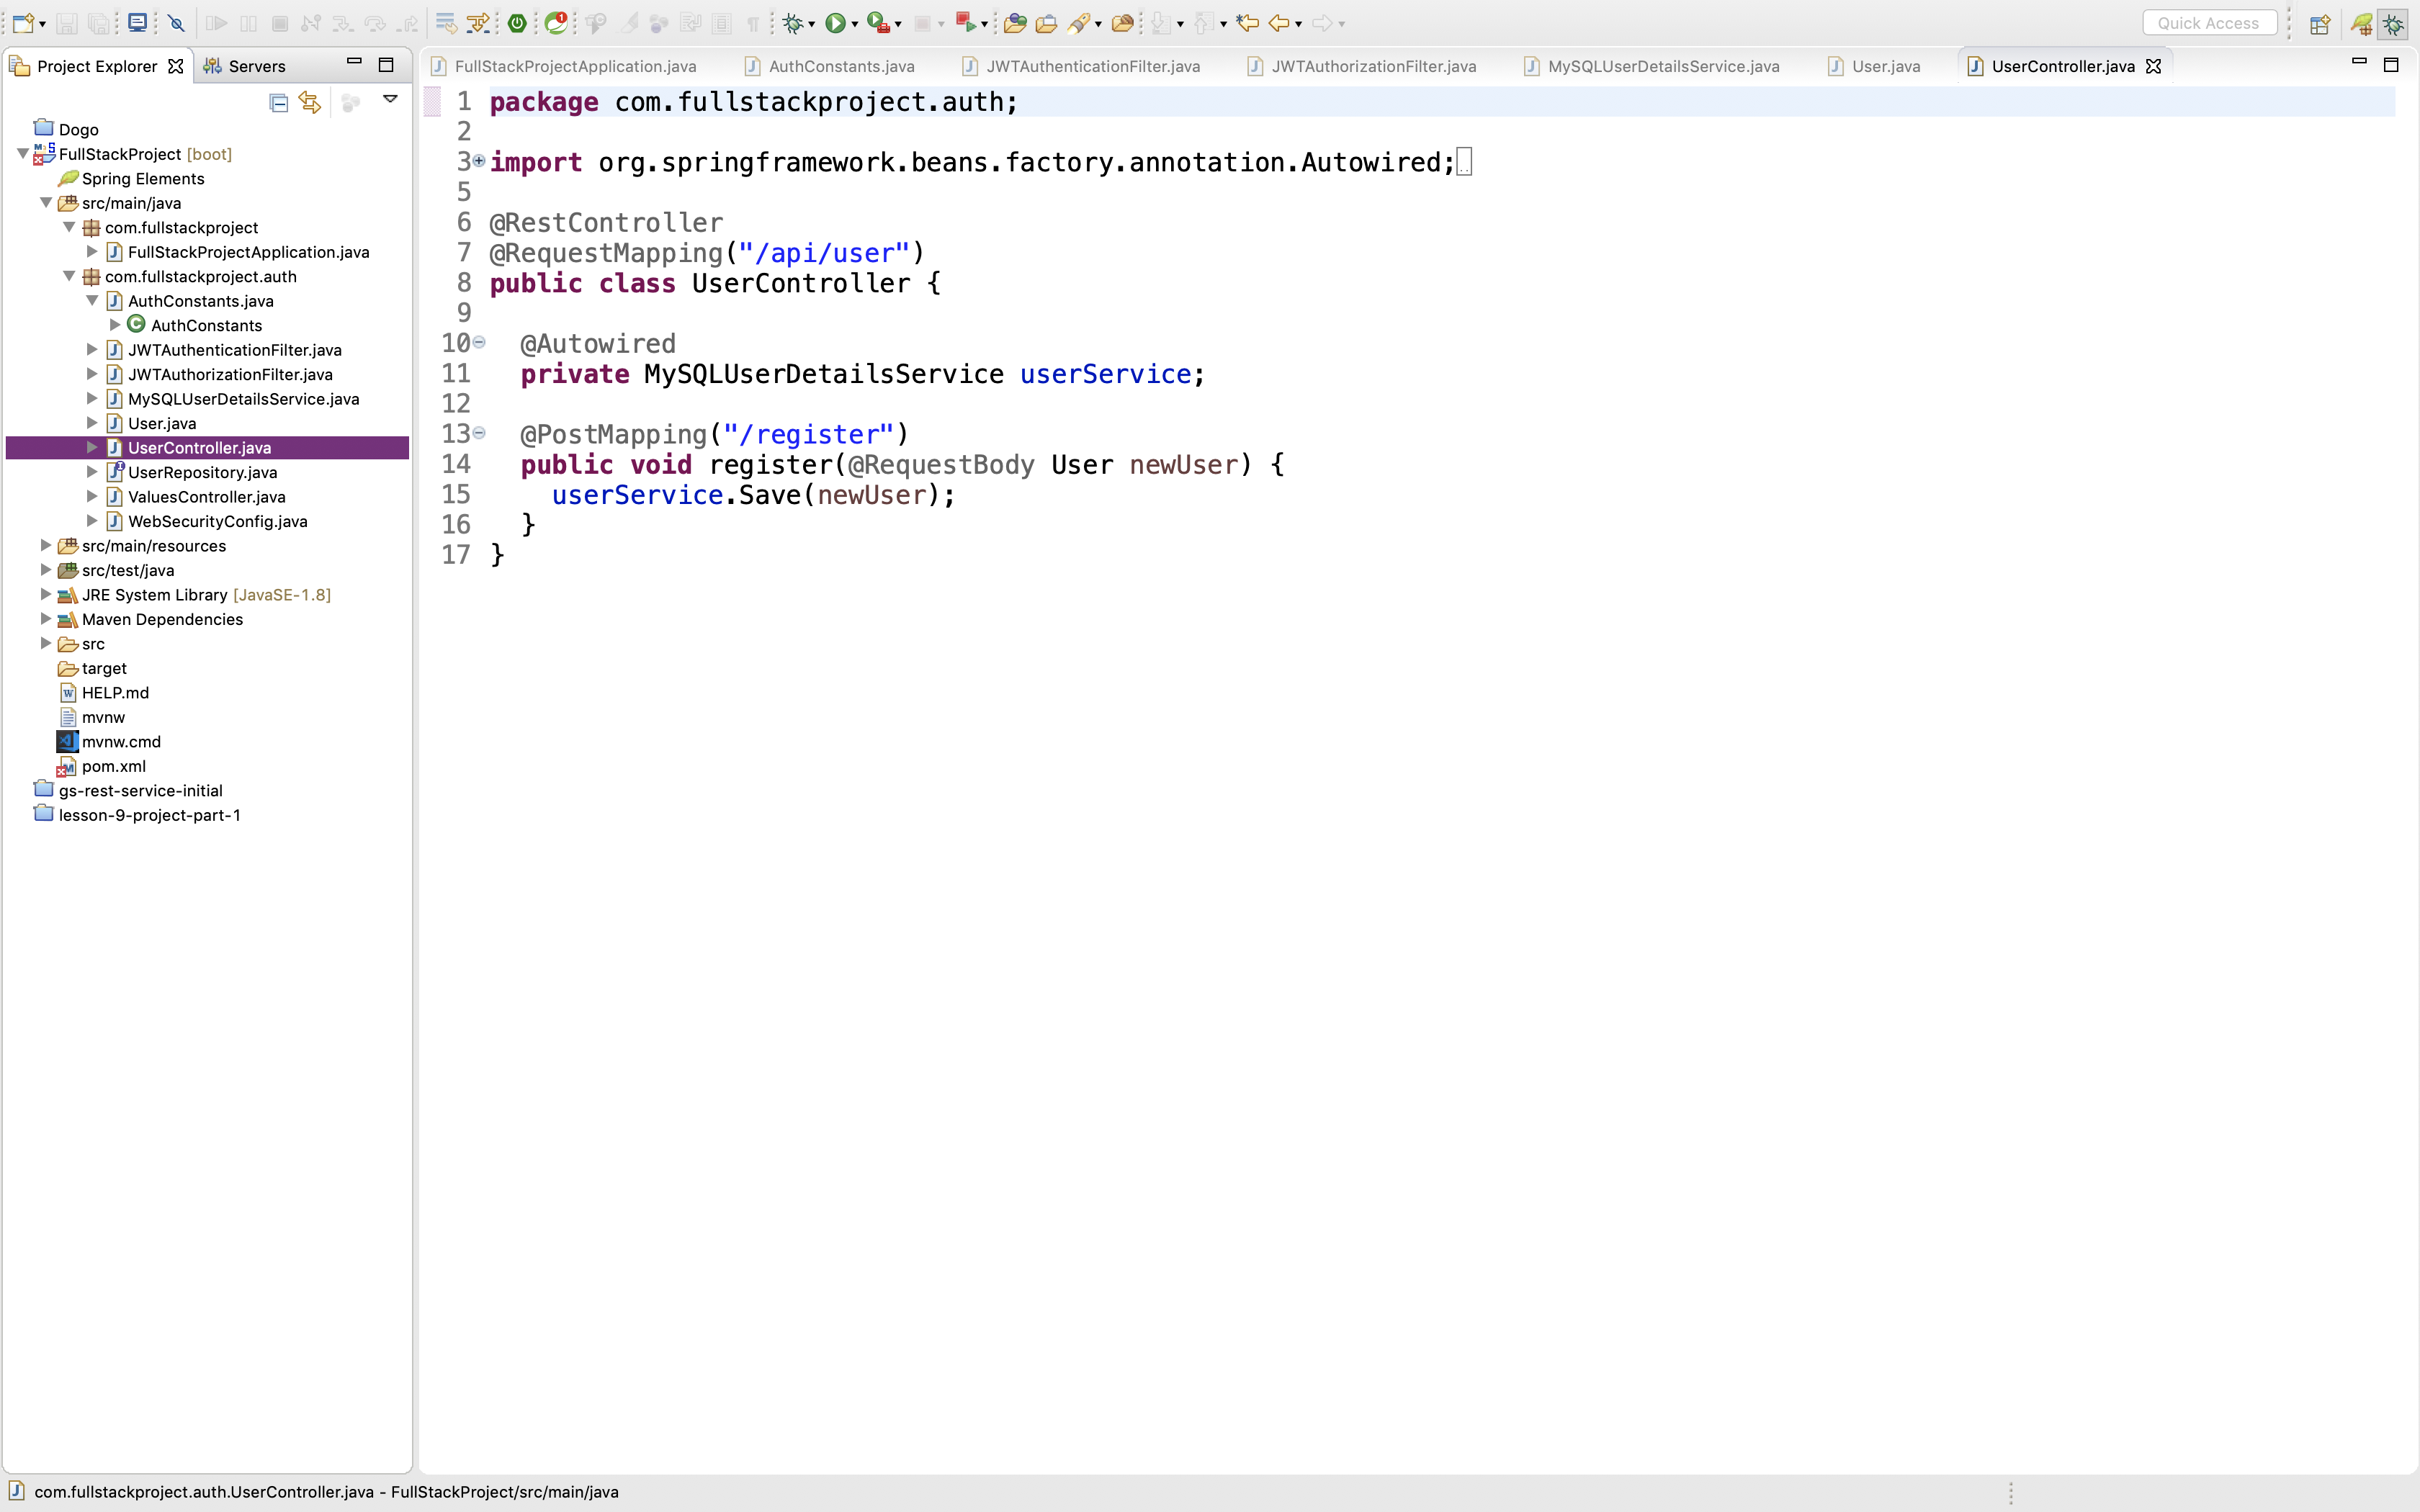 Quick Access
Project Explorer
Servers
FullStackProjectApplication.java
AuthConstants.java
JWTAuthenticationFilter.java
JWTAuthorizationFilter.java
MySQLUserDetailsService.java
User.java
UserController.java
Dogo
FullStackProject [boot]
Spring Elements
src/main/java
com.fullstackproject
FullStackProjectApplication.java
com.fullstackproject.auth
AuthConstants.java
AuthConstants
JWTAuthenticationFilter.java
JWTAuthorizationFilter.java
MySQLUserDetailsService.java
User.java
UserController.java
UserRepository.java
ValuesController.java
WebSecurityConfig.java
src/main/resources
src/test/java
JRE System Library [JavaSE-1.8]
Maven Dependencies
src
target
HELP.md
mvnw
mvnw.cmd
pom.xml
gs-rest-service-initial
lesson-9-project-part-1
1 package com.fullstackproject.auth;
2
3 import org.springframework.beans.factory.annotation.Autowired;
5
6 @RestController
7 @RequestMapping("/api/user")
8 public class UserController {
9
10 @Autowired
11 private MySQLUserDetailsService userService;
12
13 @PostMapping("/register")
14 public void register(@RequestBody User newUser) {
15 userService.Save(newUser);
16 }
17 }
com.fullstackproject.auth.UserController.java - FullStackProject/src/main/java